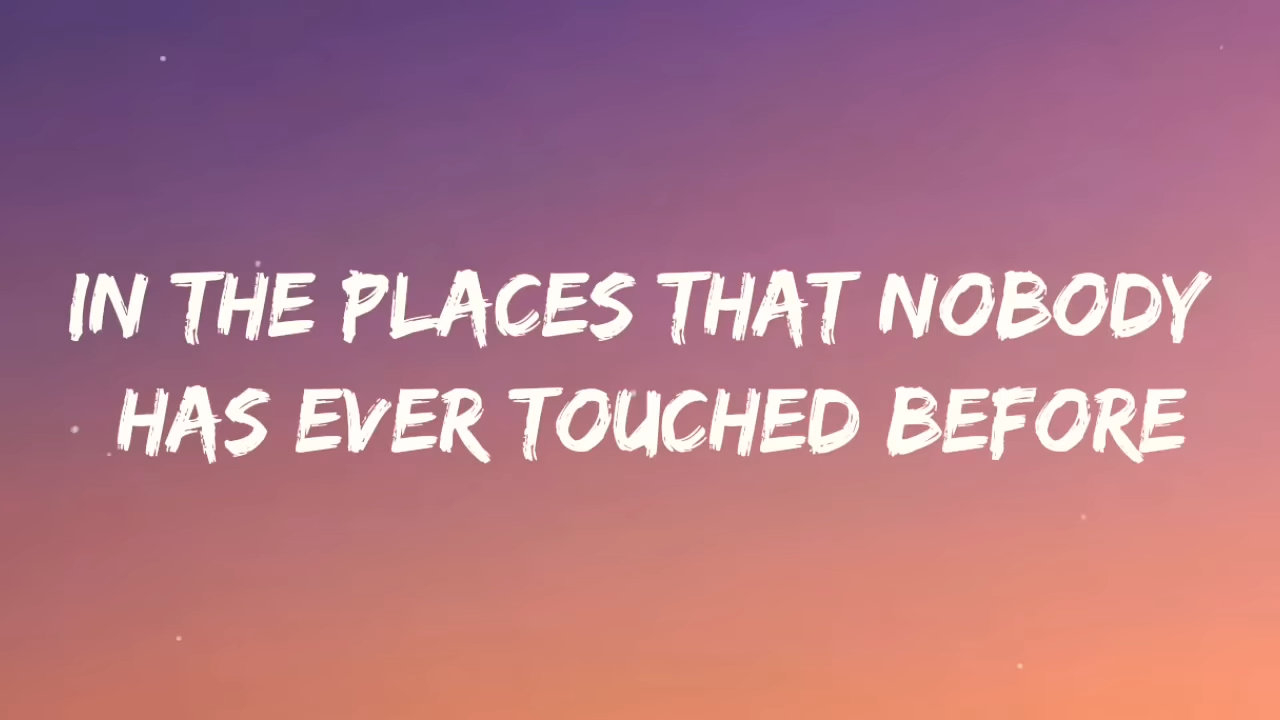 IN THE PLACES THAT NOBODY
HAS EVER TOUCHED BEFORE